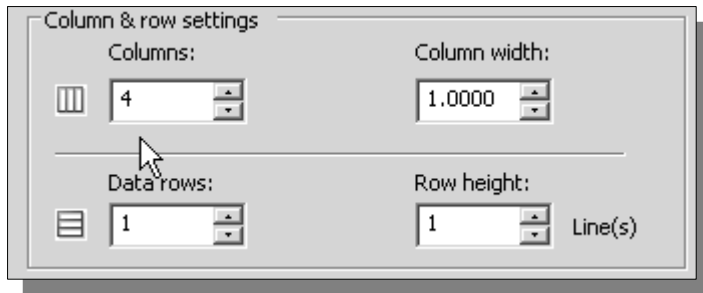 Column & row settings
Columns: Column width:
4 1.0000
Data rows: Row height:
1 1 Line(s)